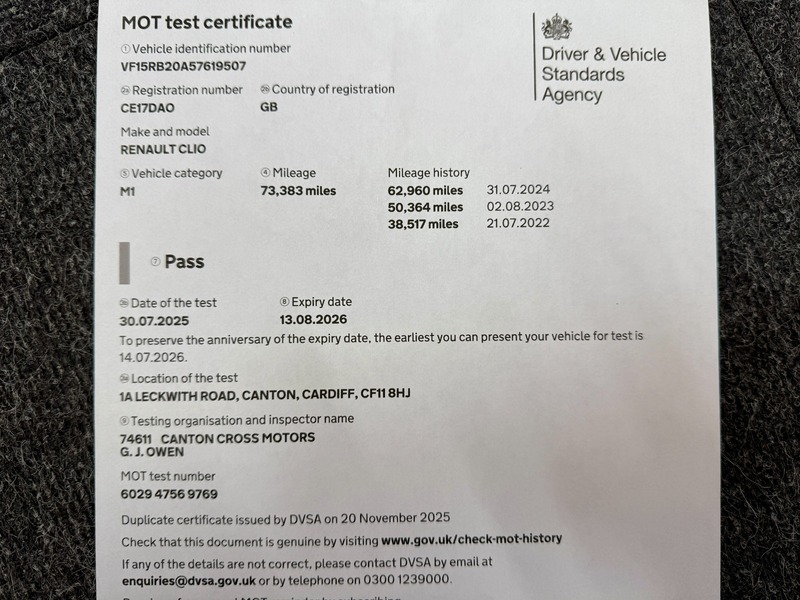 MOT test certificate
Driver & Vehicle
Standards
Agency
① Vehicle identification number
VF15RB20A57619507
Registration number Country of registration
CE17DAO GB
Make and model
RENAULT CLIO
⑤ Vehicle category ④ Mileage Mileage history
M1 73,383 miles 62,960 miles 31.07.2024
50,364 miles 02.08.2023
38,517 miles 21.07.2022
⑦ Pass
Date of the test ⑧ Expiry date
30.07.2025 13.08.2026
To preserve the anniversary of the expiry date, the earliest you can present your vehicle for test is
14.07.2026.
Location of the test
1A LECKWITH ROAD, CANTON, CARDIFF, CF11 8HJ
⑨ Testing organisation and inspector name
74611 CANTON CROSS MOTORS
G. J. OWEN
MOT test number
6029 4756 9769
Duplicate certificate issued by DVSA on 20 November 2025
Check that this document is genuine by visiting www.gov.uk/check-mot-history
If any of the details are not correct, please contact DVSA by email at
enquiries@dvsa.gov.uk or by telephone on 0300 1239000.